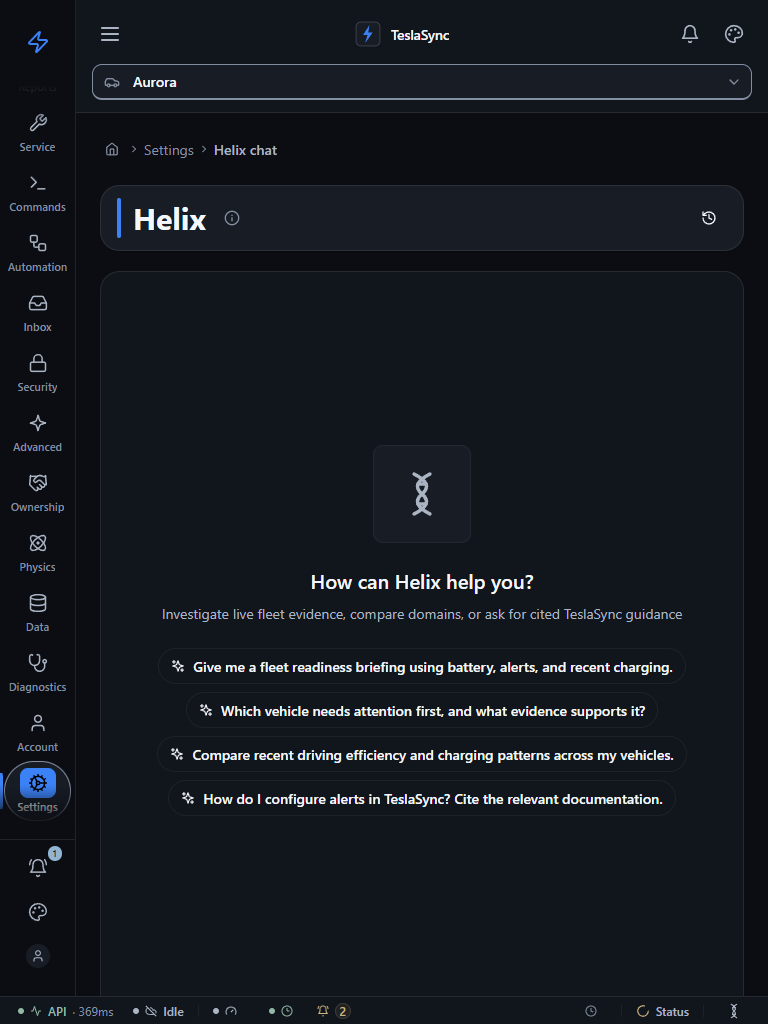 TeslaSync
Aurora
Reports
Service
Commands
Automation
Inbox
Security
Advanced
Ownership
Physics
Data
Diagnostics
Account
Settings
1
Settings
Helix chat
Helix
How can Helix help you?
Investigate live fleet evidence, compare domains, or ask for cited TeslaSync guidance
Give me a fleet readiness briefing using battery, alerts, and recent charging.
Which vehicle needs attention first, and what evidence supports it?
Compare recent driving efficiency and charging patterns across my vehicles.
How do I configure alerts in TeslaSync? Cite the relevant documentation.
API · 369ms
Idle
2
Status